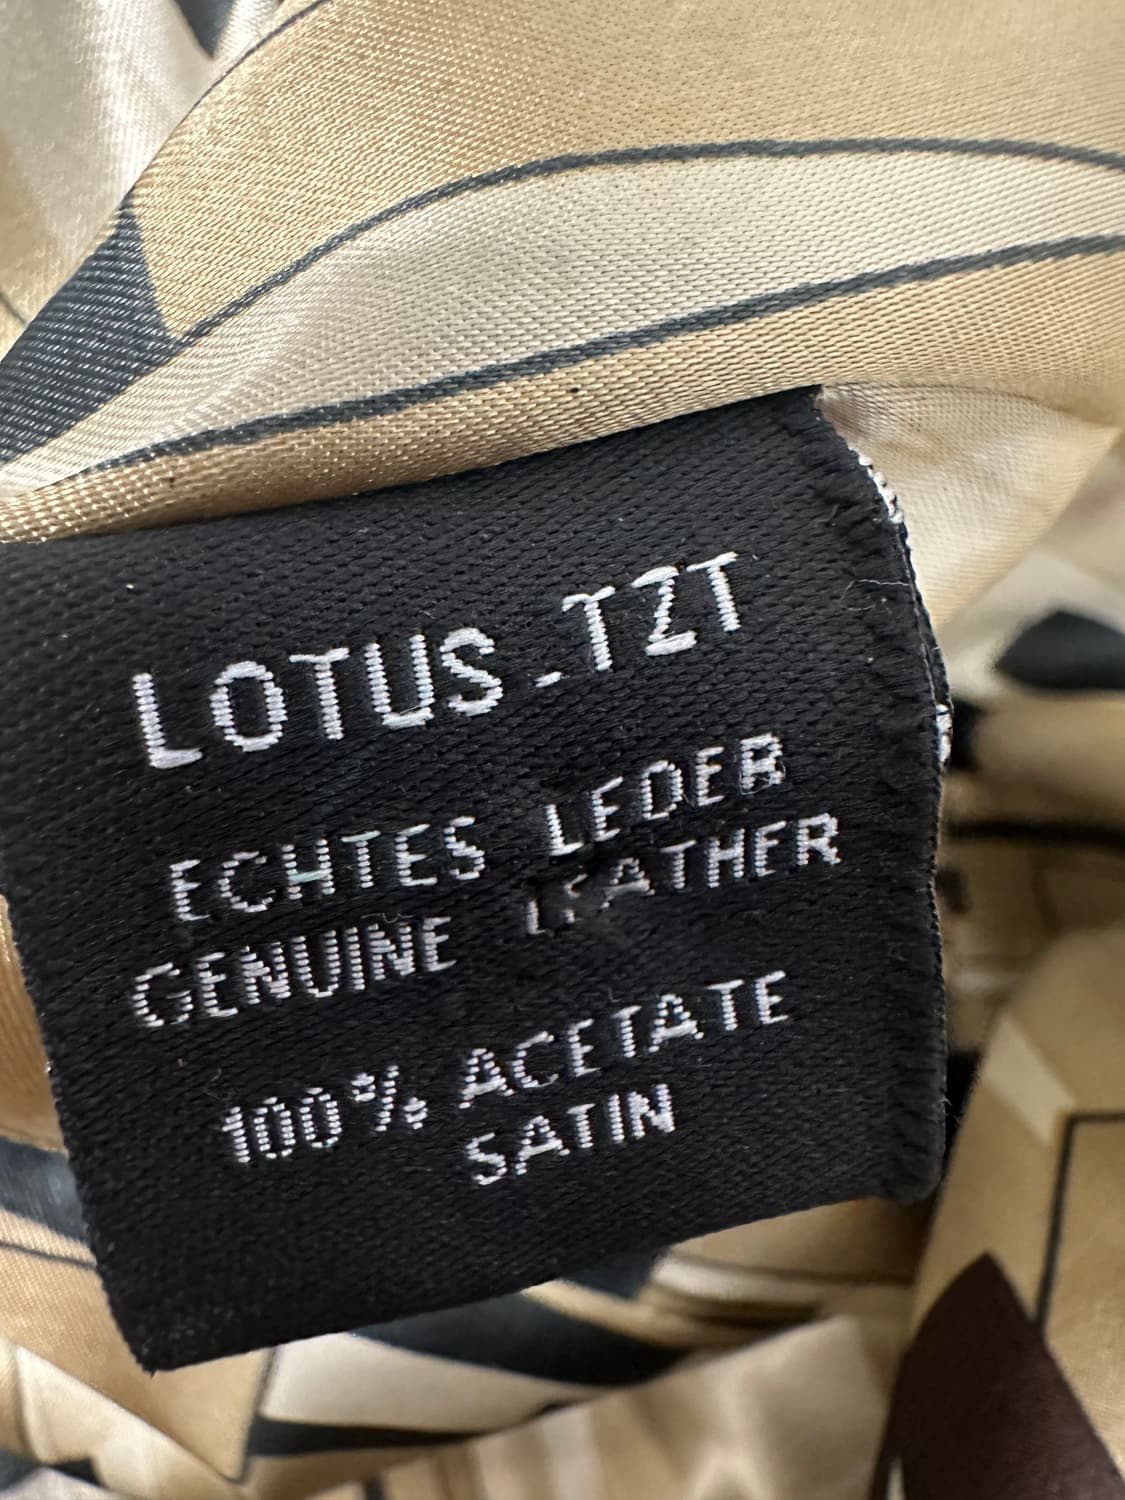 LOTUS-TZT
ECHTES LEDER
GENUINE LEATHER
100% ACETATE
SATIN